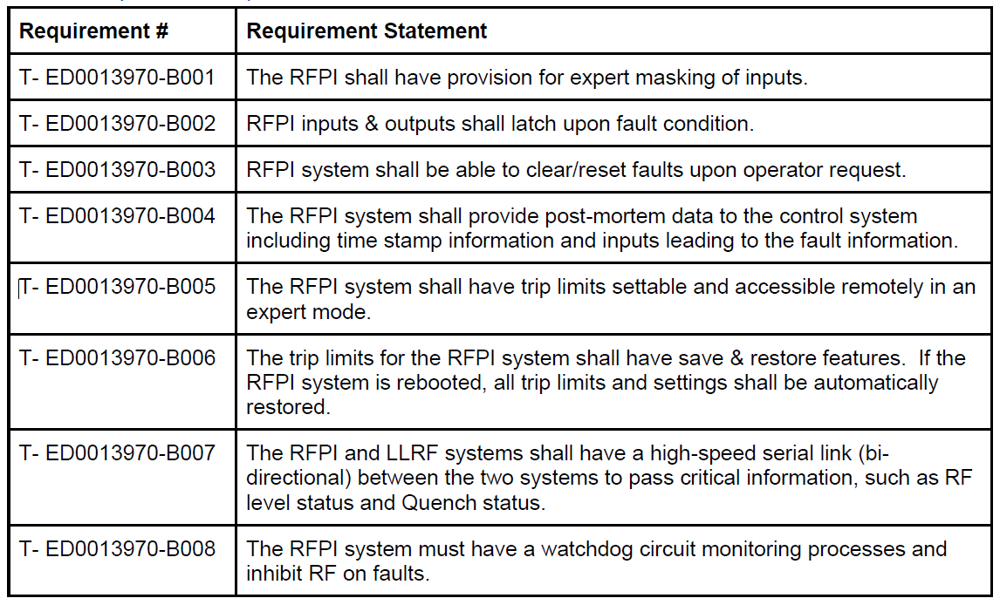 Requirement # Requirement Statement
T- ED0013970-B001 The RFPI shall have provision for expert masking of inputs.
T- ED0013970-B002 RFPI inputs & outputs shall latch upon fault condition.
T- ED0013970-B003 RFPI system shall be able to clear/reset faults upon operator request.
T- ED0013970-B004 The RFPI system shall provide post-mortem data to the control system
including time stamp information and inputs leading to the fault information.
T- ED0013970-B005 The RFPI system shall have trip limits settable and accessible remotely in an
expert mode.
T- ED0013970-B006 The trip limits for the RFPI system shall have save & restore features.  If the
RFPI system is rebooted, all trip limits and settings shall be automatically
restored.
T- ED0013970-B007 The RFPI and LLRF systems shall have a high-speed serial link (bi-
directional) between the two systems to pass critical information, such as RF
level status and Quench status.
T- ED0013970-B008 The RFPI system must have a watchdog circuit monitoring processes and
inhibit RF on faults.